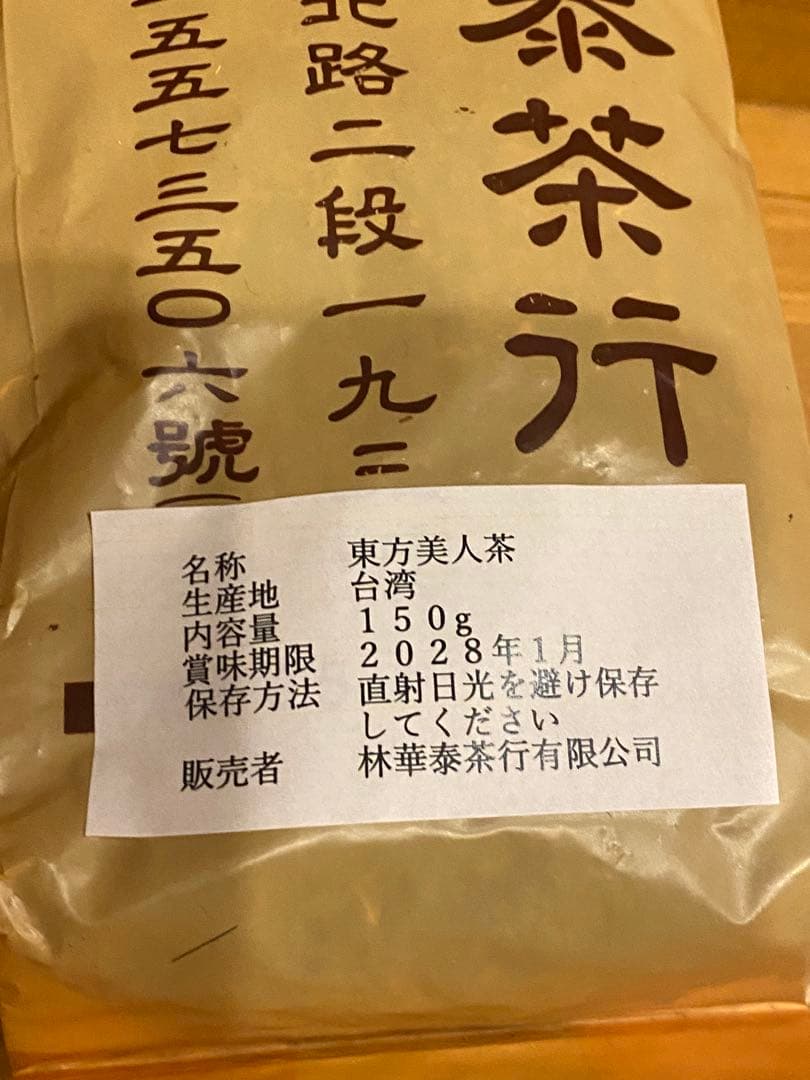 泰茶行
北路二段一九二
五五七三五〇六號
名称 東方美人茶
生産地 台湾
内容量 150g
賞味期限 2028年1月
保存方法 直射日光を避け保存
してください
販売者 林華泰茶行有限公司